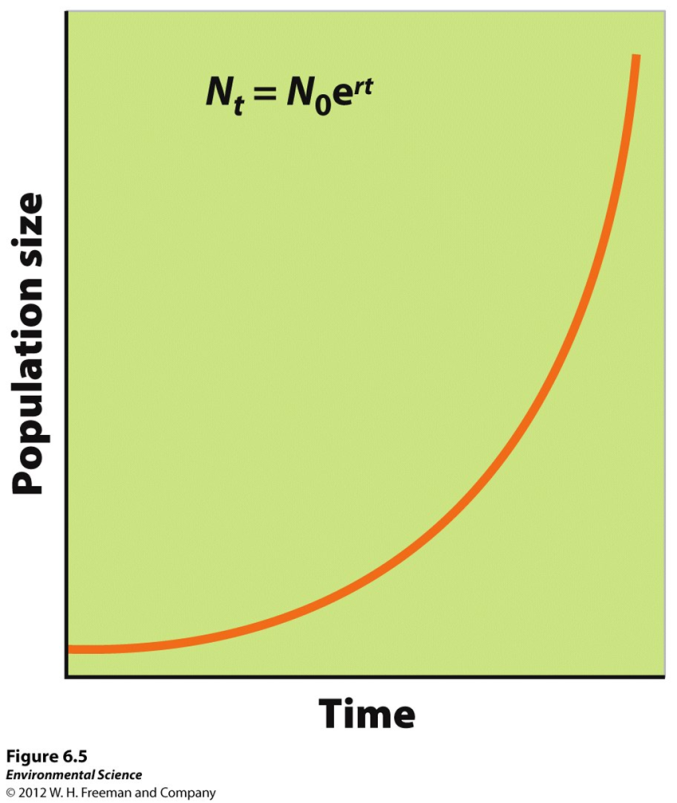 Nₜ = N₀eʳᵗ
Population size
Time
Figure 6.5
Environmental Science
© 2012 W. H. Freeman and Company